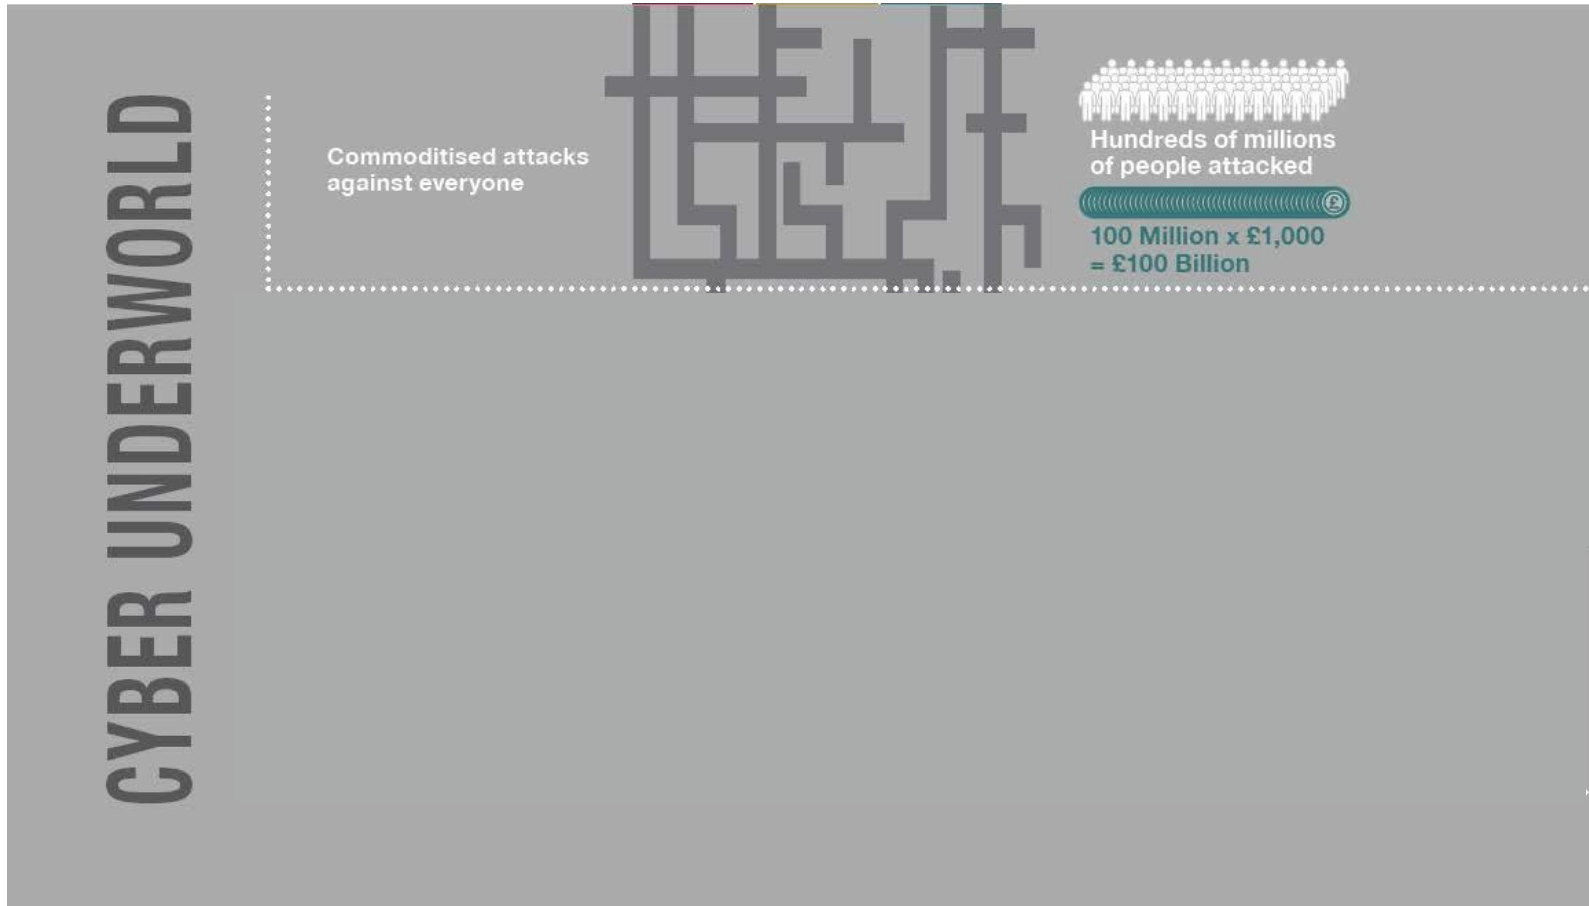 CYBER UNDERWORLD
Commoditised attacks
against everyone
Hundreds of millions
of people attacked
£
100 Million x £1,000
= £100 Billion